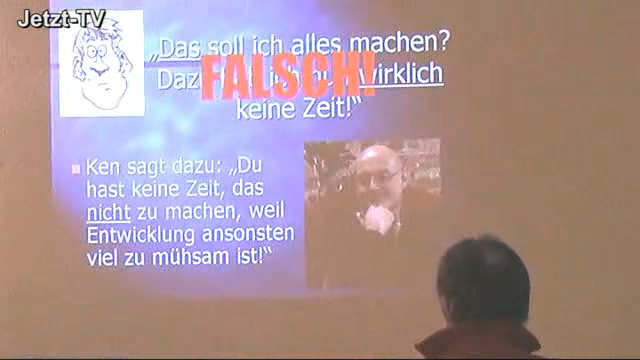 Jetzt-TV
„Das soll ich alles machen?
FALSCH!
wirklich
keine Zeit!“
Ken sagt dazu: „Du
hast keine Zeit, das
nicht zu machen, weil
Entwicklung ansonsten
viel zu mühsam ist!“